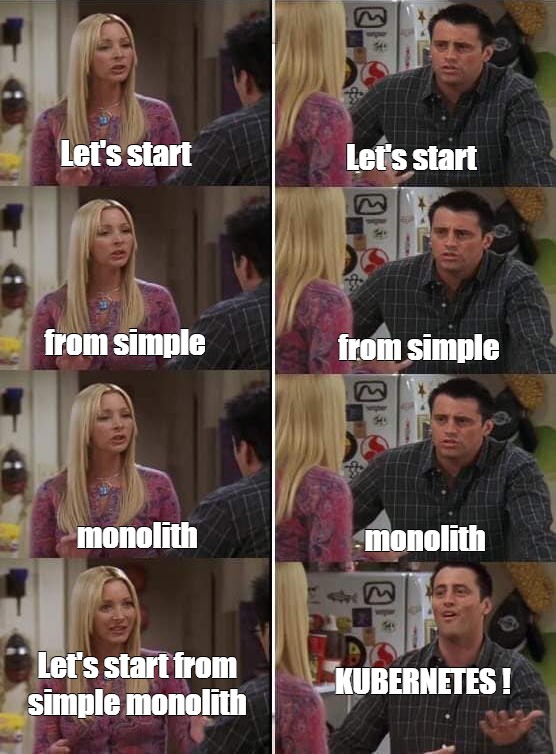 Let's start
Let's start
from simple
from simple
monolith
monolith
Let's start from
simple monolith
KUBERNETES !